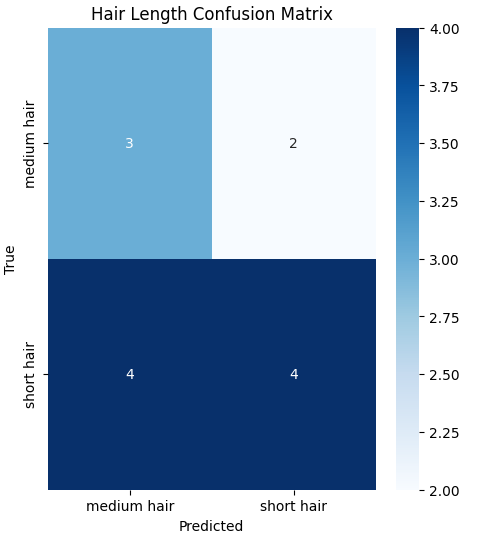 Hair Length Confusion Matrix
medium hair
short hair
True
3
2
4
4
medium hair
short hair
Predicted
4.00
3.75
3.50
3.25
3.00
2.75
2.50
2.25
2.00